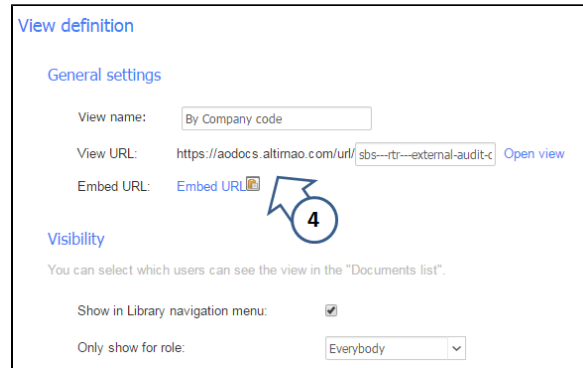 View definition
General settings
View name: By Company code
View URL: https://aodocs.altirnao.com/url/ sbs---rtr---external-audit-c Open view
Embed URL: Embed URL
4
Visibility
You can select which users can see the view in the "Documents list".
Show in Library navigation menu:
Only show for role: Everybody